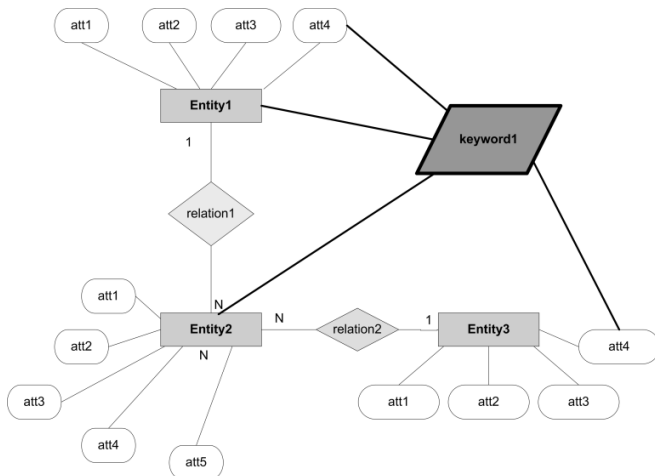 att1
att2
att3
att4
Entity1
keyword1
1
relation1
att1
N
Entity2
N
relation2
1
Entity3
att2
N
att4
att3
att1
att2
att3
att4
att5